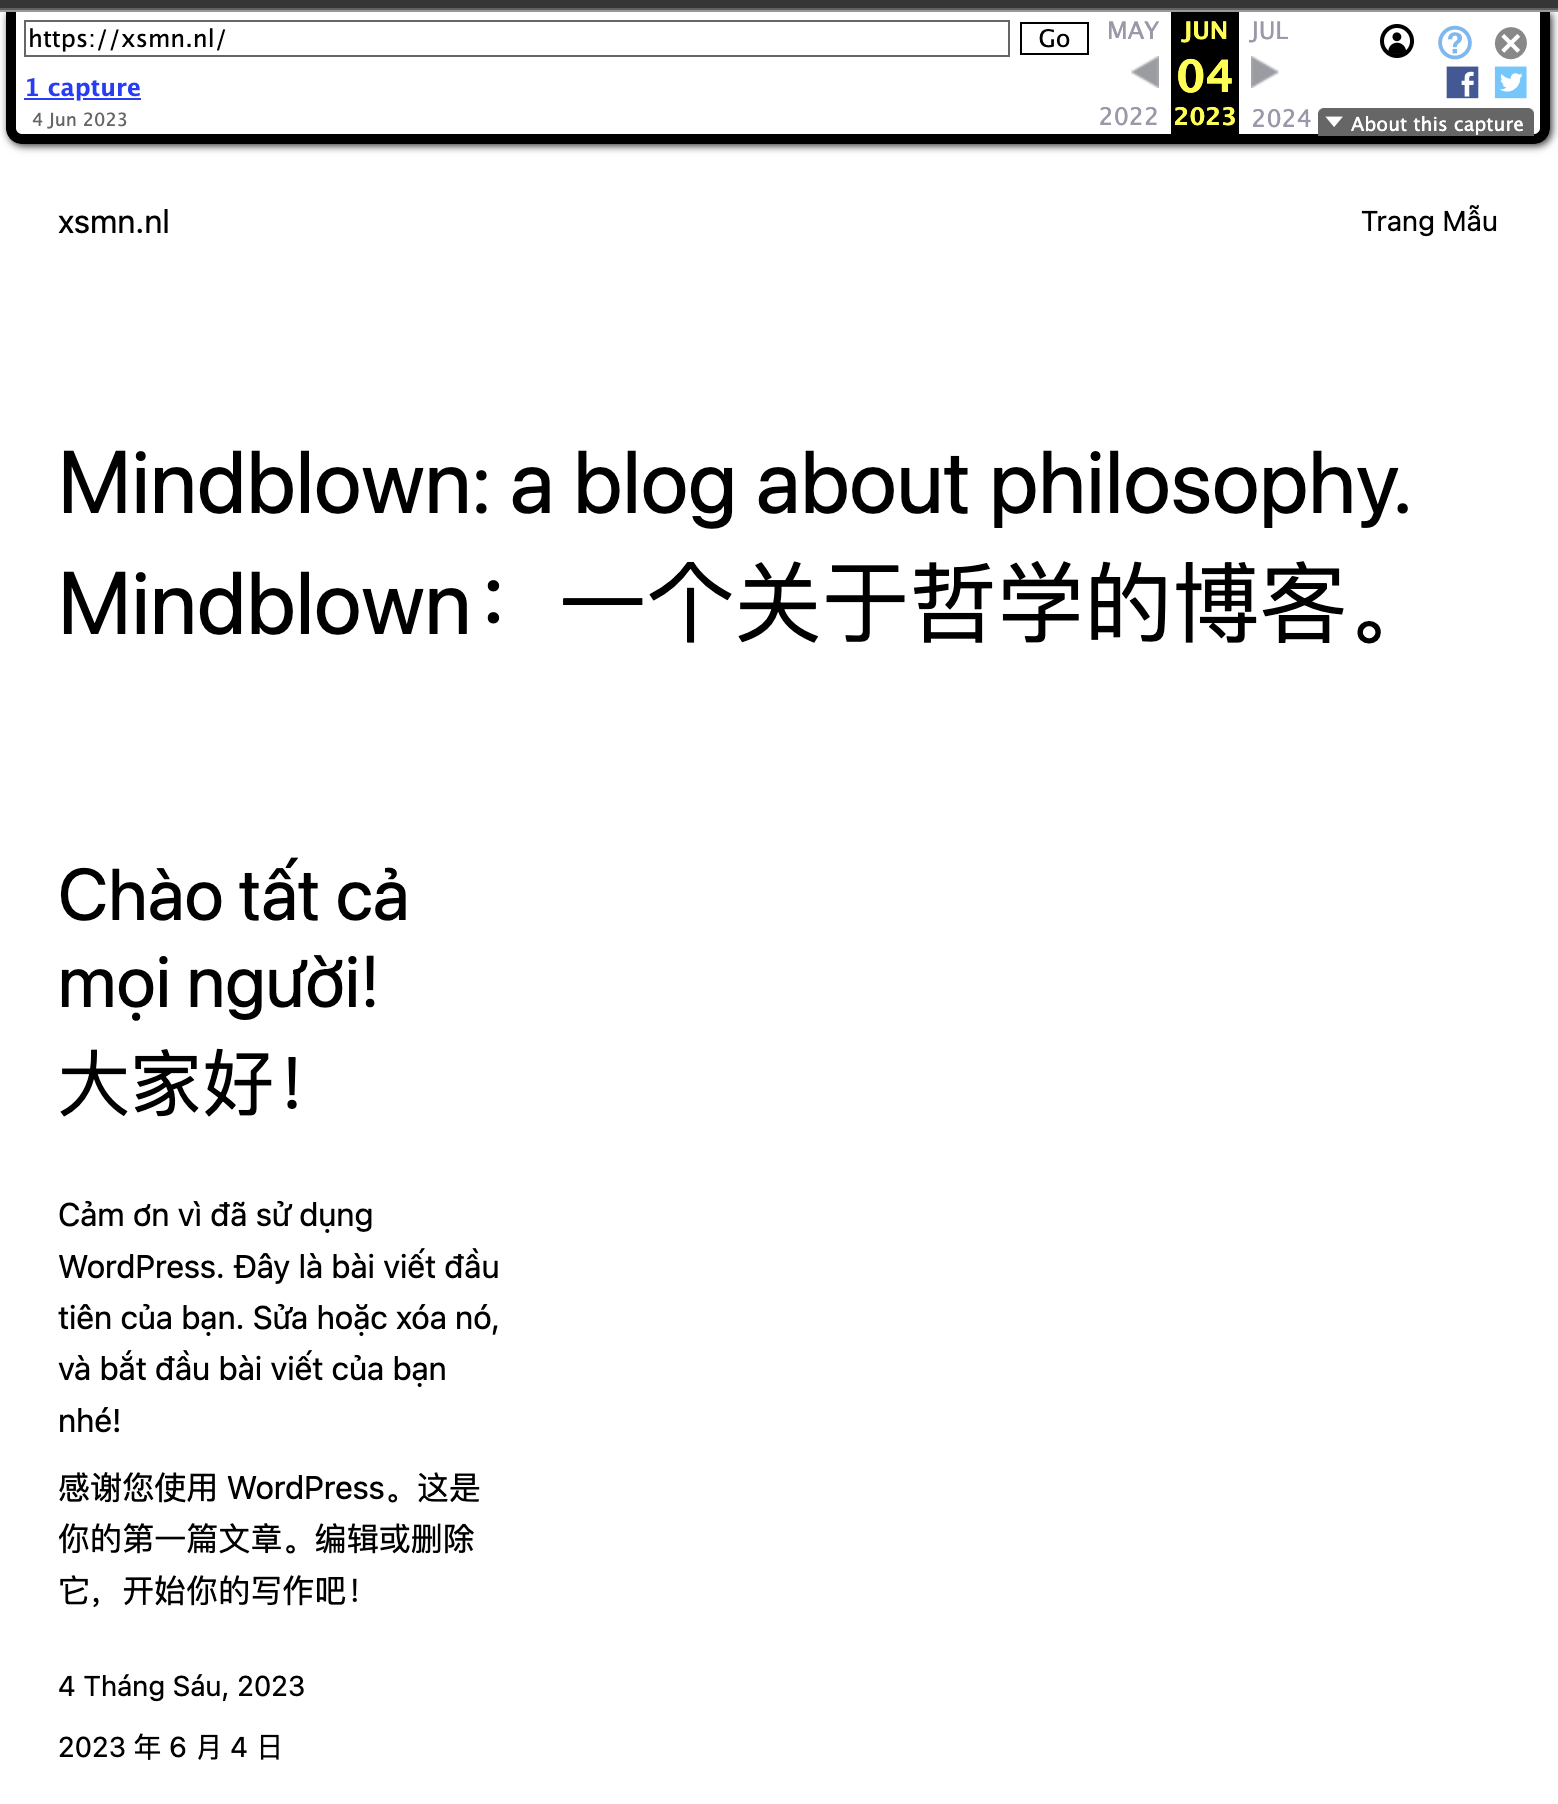 https://xsmn.nl/
Go
MAY
JUN
JUL
1 capture
04
4 Jun 2023
2022
2023
2024
About this capture
xsmn.nl
Trang Mẫu
Mindblown: a blog about philosophy.
Mindblown：一个关于哲学的博客。
Chào tất cả
mọi người!
大家好！
Cảm ơn vì đã sử dụng
WordPress. Đây là bài viết đầu
tiên của bạn. Sửa hoặc xóa nó,
và bắt đầu bài viết của bạn
nhé!
感谢您使用 WordPress。这是
你的第一篇文章。编辑或删除
它，开始你的写作吧！
4 Tháng Sáu, 2023
2023 年 6 月 4 日